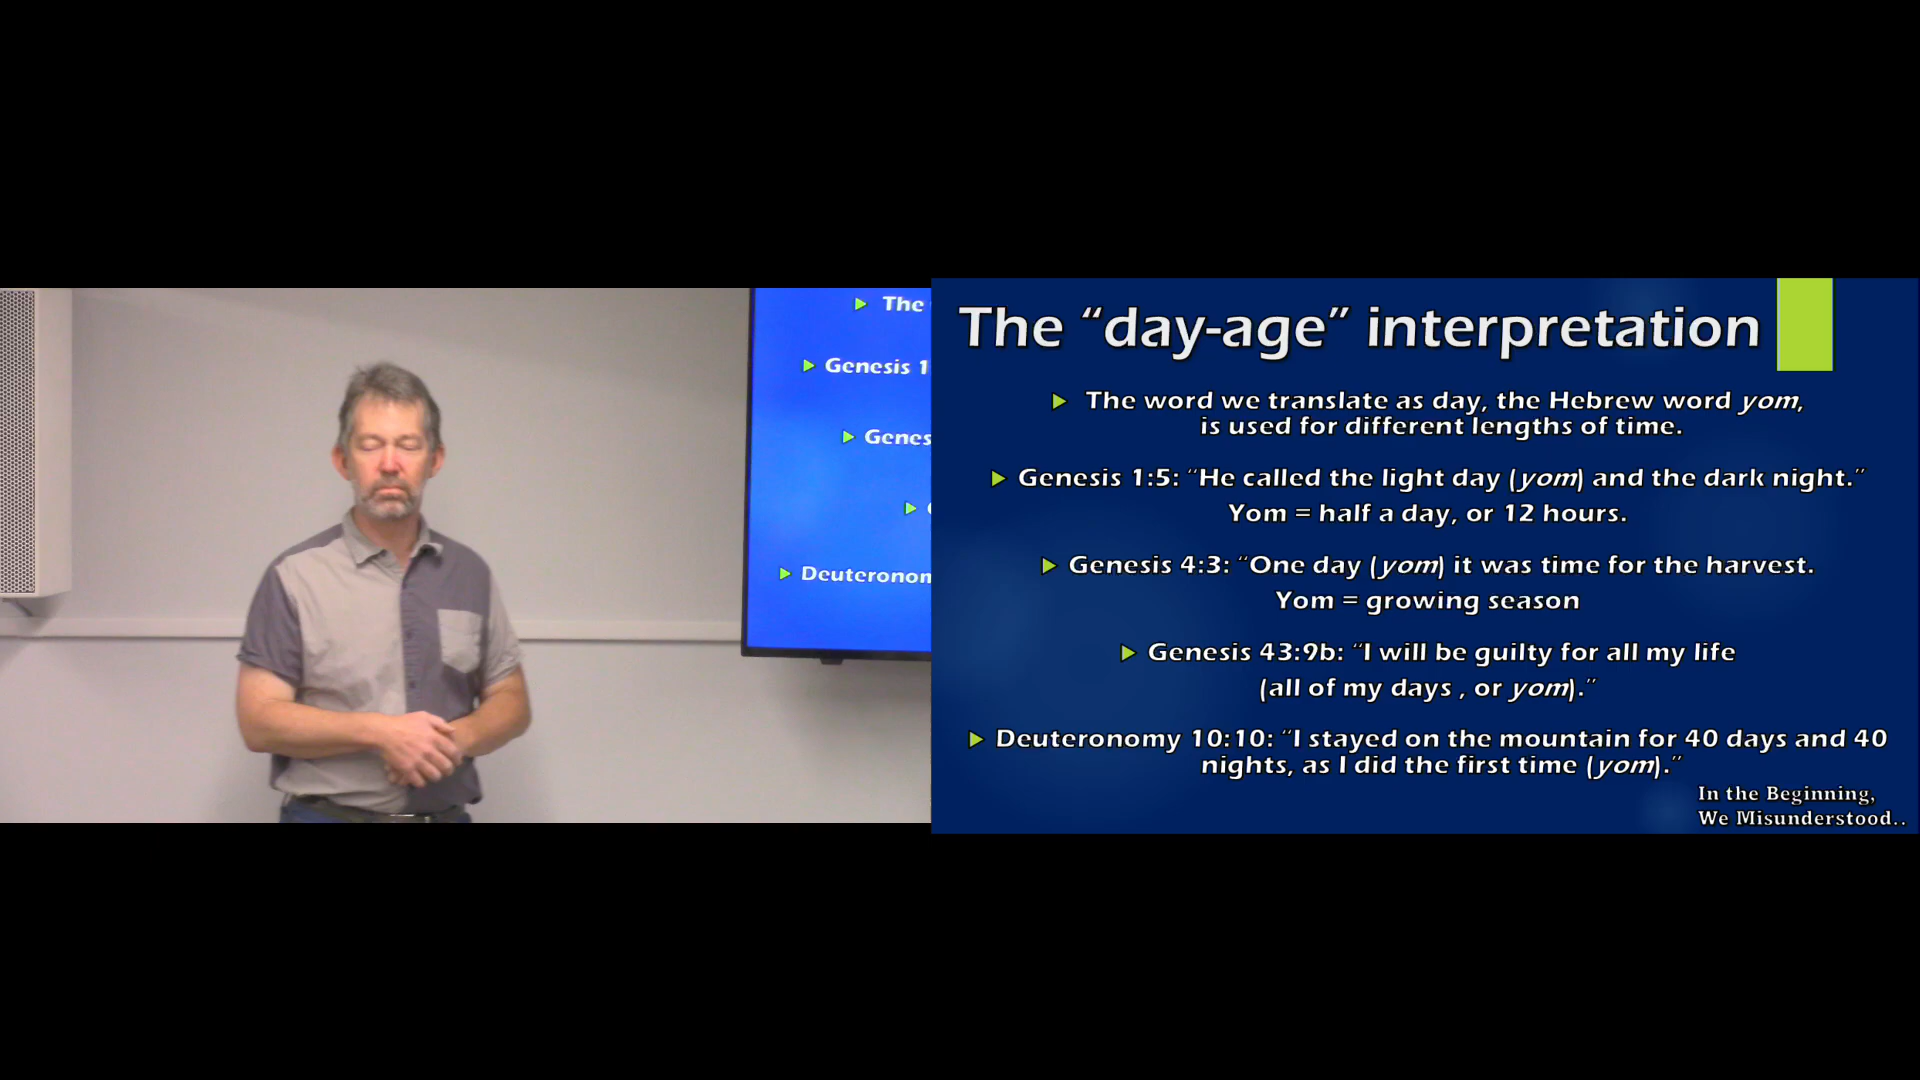 The
Genesis 1
Genes
Deuteronom
The “day-age” interpretation
The word we translate as day, the Hebrew word yom,
is used for different lengths of time.
Genesis 1:5: “He called the light day (yom) and the dark night.”
Yom = half a day, or 12 hours.
Genesis 4:3: “One day (yom) it was time for the harvest.
Yom = growing season
Genesis 43:9b: “I will be guilty for all my life
(all of my days , or yom).”
Deuteronomy 10:10: “I stayed on the mountain for 40 days and 40
nights, as I did the first time (yom).”
In the Beginning,
We Misunderstood..